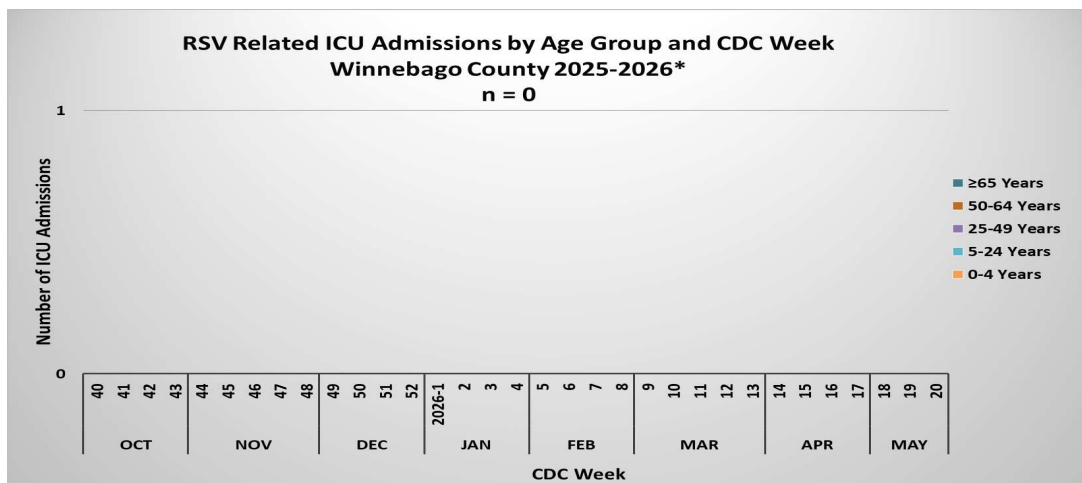 RSV Related ICU Admissions by Age Group and CDC Week
Winnebago County 2025-2026*
n = 0
1
Number of ICU Admissions
0
≥65 Years
50-64 Years
25-49 Years
5-24 Years
0-4 Years
40 41 42 43 44 45 46 47 48 49 50 51 52 2026-1 2 3 4 5 6 7 8 9 10 11 12 13 14 15 16 17 18 19 20
OCT NOV DEC JAN FEB MAR APR MAY
CDC Week